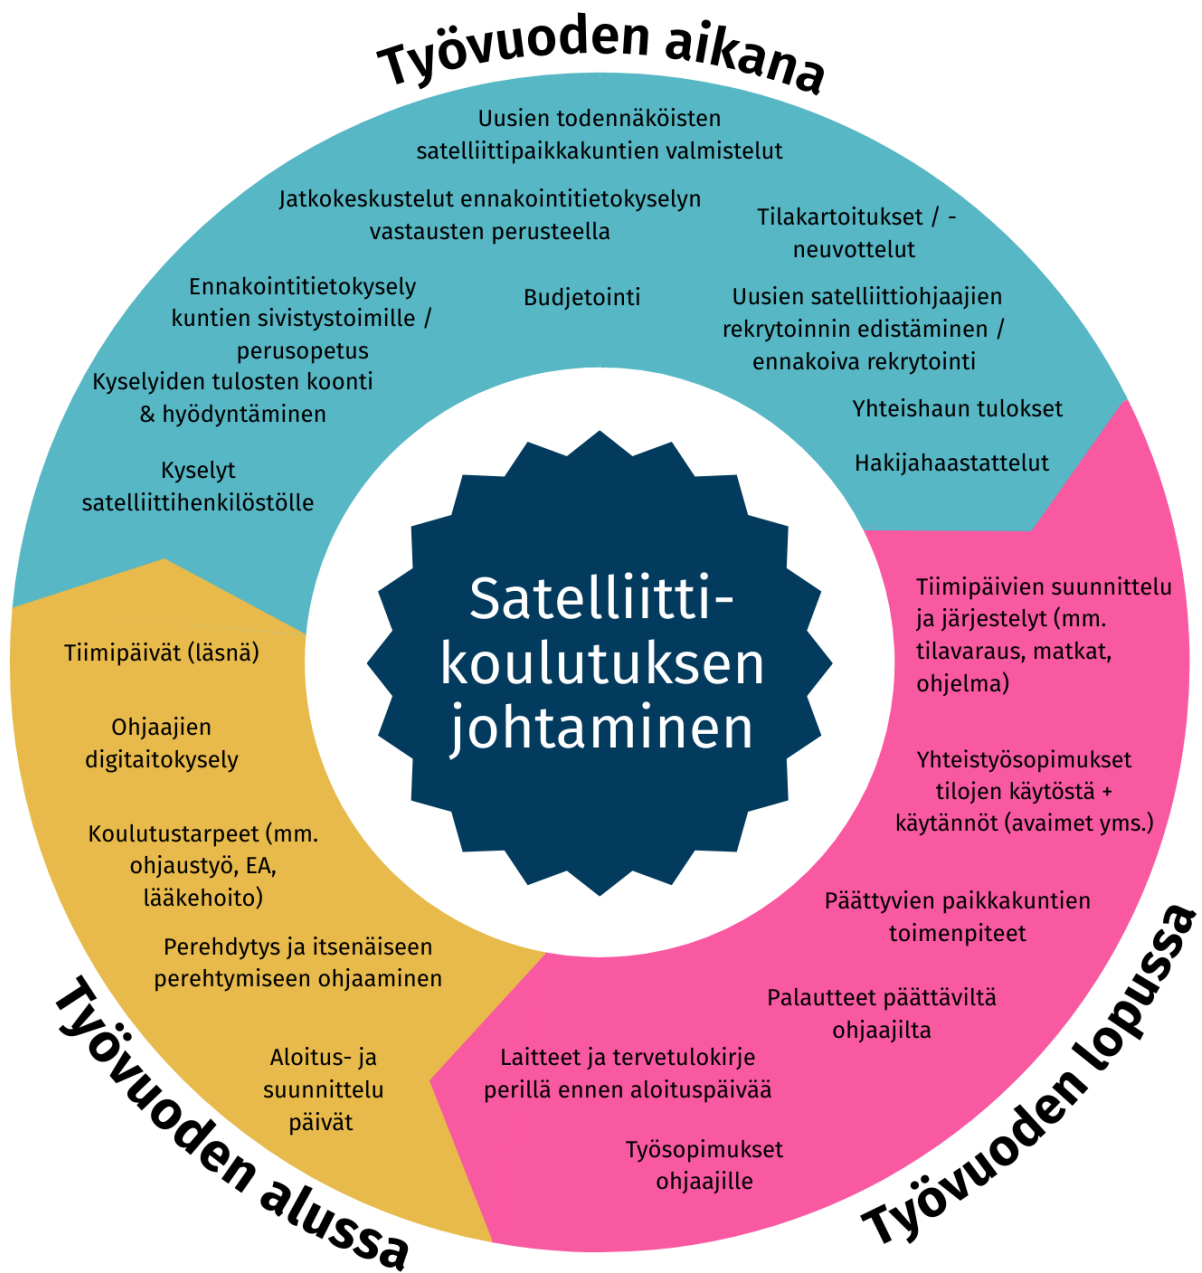 Työvuoden aikana
Uusien todennäköisten
satelliittipaikkakuntien valmistelut
Jatkokeskustelut ennakointitietokyselyn
vastausten perusteella
Tilakartoitukset / -
neuvottelut
Ennakointitietokysely
kuntien sivistystoimille /
perusopetus
Budjetointi
Uusien satelliittiohjaajien
rekrytoinnin edistäminen /
ennakoiva rekrytointi
Kyselyiden tulosten koonti
& hyödyntäminen
Yhteishaun tulokset
Kyselyt
satelliittihenkilöstölle
Hakijahaastattelut
Satelliitti-
koulutuksen
johtaminen
Tiimipäivien suunnittelu
ja järjestelyt (mm.
tilavaraus, matkat,
ohjelma)
Yhteistyösopimukset
tilojen käytöstä +
käytännöt (avaimet yms.)
Päättyvien paikkakuntien
toimenpiteet
Palautteet päättäviltä
ohjaajilta
Laitteet ja tervetulokirje
perillä ennen aloituspäivää
Työsopimukset
ohjaajille
Työvuoden lopussa
Tiimipäivät (läsnä)
Ohjaajien
digitaitokysely
Koulutustarpeet (mm.
ohjaustyö, EA,
lääkehoito)
Perehdytys ja itsenäiseen
perehtymiseen ohjaaminen
Aloitus- ja
suunnittelu
päivät
Työvuoden alussa